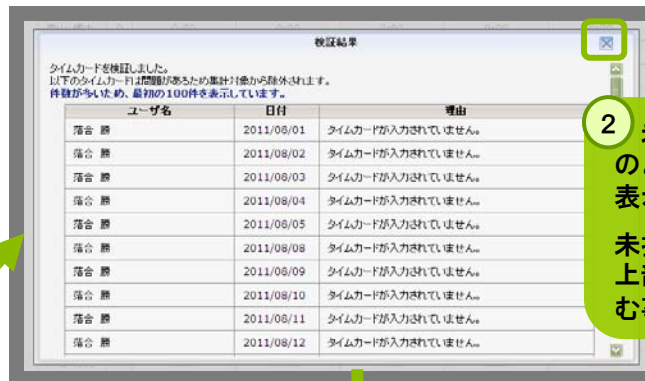 検証結果
タイムカードを検証しました。
以下のタイムカードは問題があるため集計対象から除外されます。
件数が多いため、最初の100件を表示しています。
ユーザ名 日付 理由
落合 勝 2011/08/01 タイムカードが入力されていません。
落合 勝 2011/08/02 タイムカードが入力されていません。
落合 勝 2011/08/03 タイムカードが入力されていません。
落合 勝 2011/08/04 タイムカードが入力されていません。
落合 勝 2011/08/05 タイムカードが入力されていません。
落合 勝 2011/08/08 タイムカードが入力されていません。
落合 勝 2011/08/09 タイムカードが入力されていません。
落合 勝 2011/08/10 タイムカードが入力されていません。
落合 勝 2011/08/11 タイムカードが入力されていません。
落合 勝 2011/08/12 タイムカードが入力されていません。
2
の
表
未
上
む